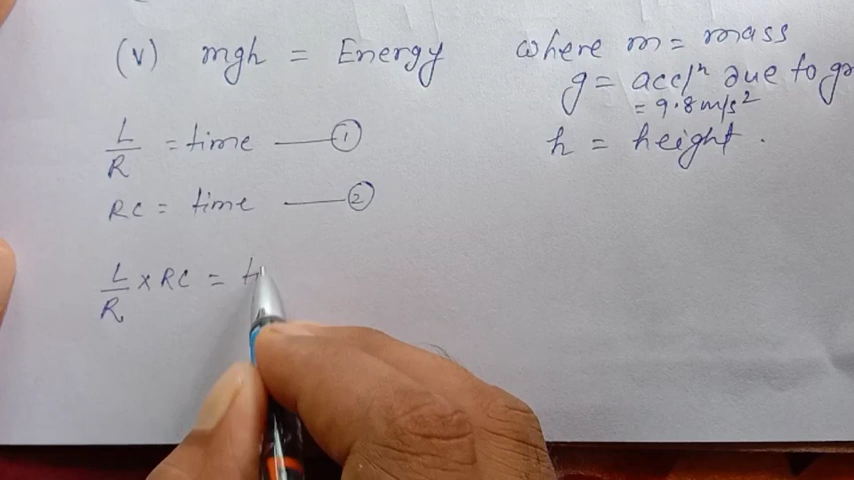 (v) mgh = Energy where m = mass
g = accln due to
= 9.8 m/s²
h = height.
L/R = time —— ①
RC = time —— ②
L/R × RC = t